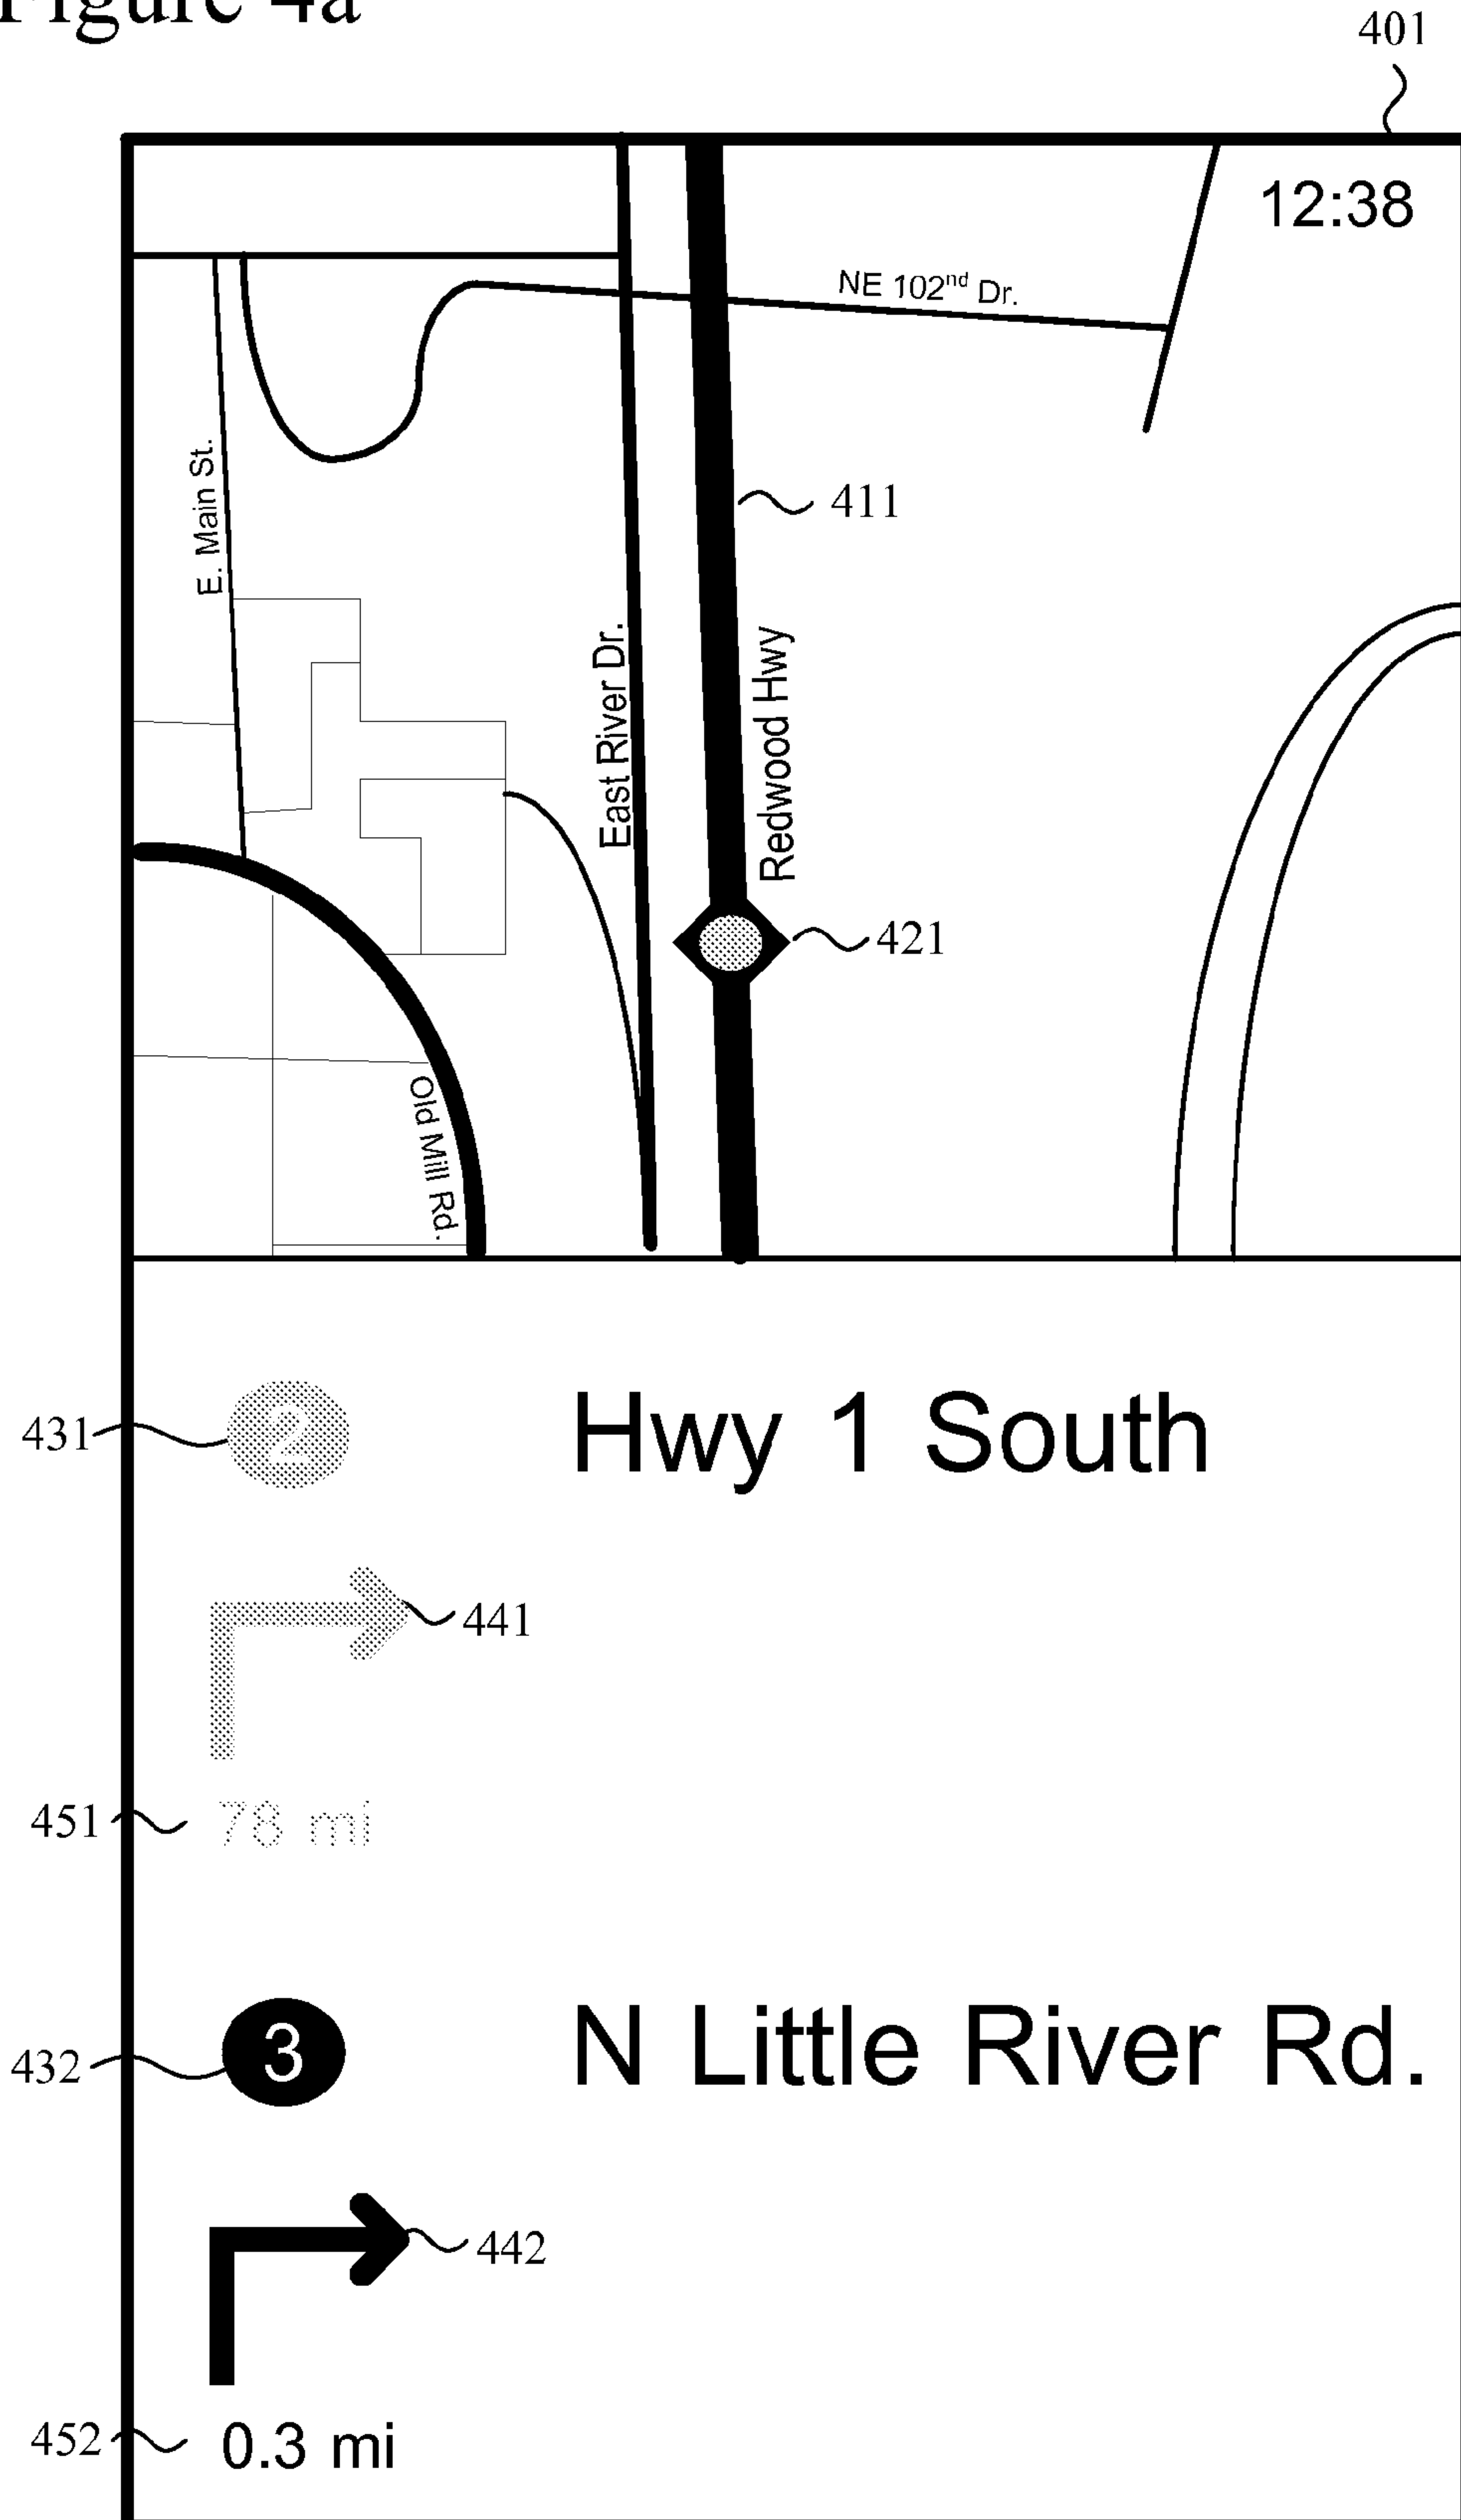 Figure 4a
401
12:38
NE 102nd Dr.
E. Main St.
411
East River Dr.
Redwood Hwy
421
Old Mill Rd.
431
2
Hwy 1 South
441
451
78 mi
432
3
N Little River Rd.
442
452
0.3 mi